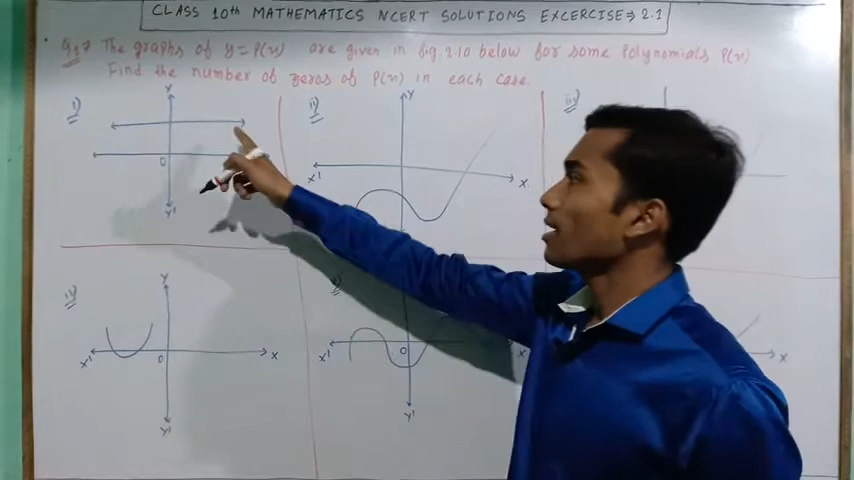 CLASS 10th MATHEMATICS NCERT SOLUTIONS EXCERCISE⇒ 2.1
Q.1⇒ The graphs of y = P(x) are given in fig 2.10 below for some Polynomials P(x)
Find the number of zeros of P(x) in each case.
i)
Y
0
Y'
ii)
Y
X'
X
iii)
iv)
Y
X'
0
X
Y'
X'
0
Y'
X